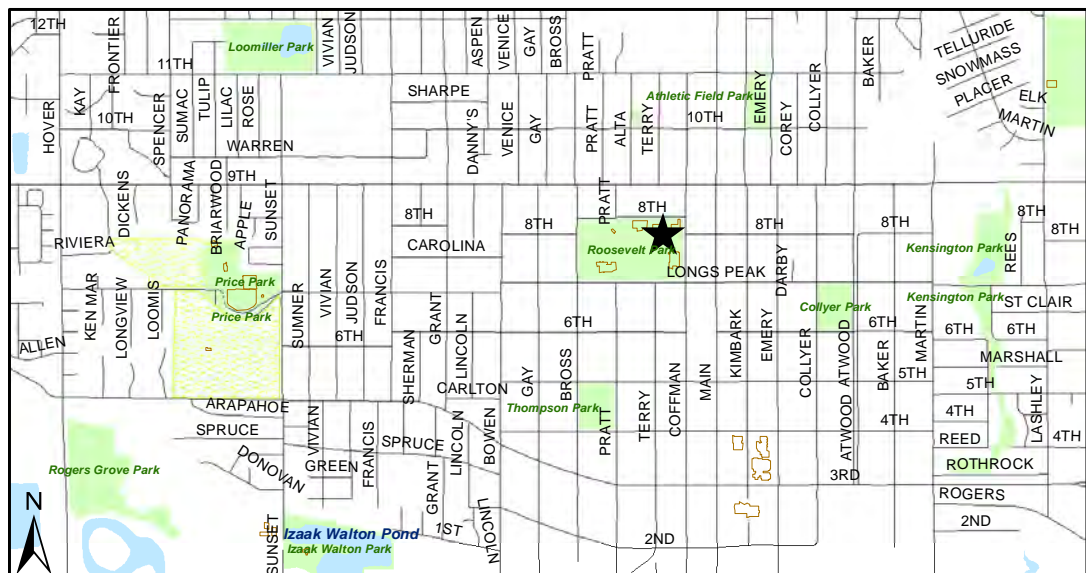 12TH
FRONTIER
Loomiller Park
VIVIAN
JUDSON
ASPEN
VENICE
GAY
BROSS
PRATT
BAKER
TELLURIDE
SNOWMASS
PLACER
ELK
MARTIN
11TH
HOVER
KAY
10TH
SPENCER
SUMAC
TULIP
LILAC
ROSE
WARREN
SHARPE
DANNY'S
VENICE
GAY
PRATT
ALTA
TERRY
Athletic Field Park
10TH
EMERY
COREY
COLLYER
9TH
DICKENS
PANORAMA
BRIARWOOD
APPLE
SUNSET
RIVIERA
8TH
CAROLINA
8TH
PRATT
8TH
Roosevelt Park
8TH
LONGS PEAK
DARBY
8TH
Kensington Park
REES
8TH
8TH
Price Park
Price Park
KEN MAR
LONGVIEW
LOOMIS
ALLEN
SUMNER
VIVIAN
JUDSON
FRANCIS
6TH
SHERMAN
GRANT
LINCOLN
CARLTON
6TH
GAY
BROSS
Thompson Park
PRATT
TERRY
COFFMAN
MAIN
KIMBARK
EMERY
COLLYER
Collyer Park
ATWOOD
ATWOOD
6TH
BAKER
MARTIN
5TH
4TH
3RD
Kensington Park
ST CLAIR
6TH
6TH
MARSHALL
5TH
LASHLEY
4TH
4TH
REED
ROTHROCK
ROGERS
2ND
ARAPAHOE
SPRUCE
DONOVAN
VIVIAN
GREEN
FRANCIS
SPRUCE
GRANT
LINCOLN
BOWEN
LINCOLN
1ST
2ND
Rogers Grove Park
SUNSET
Izaak Walton Pond
Izaak Walton Park
N